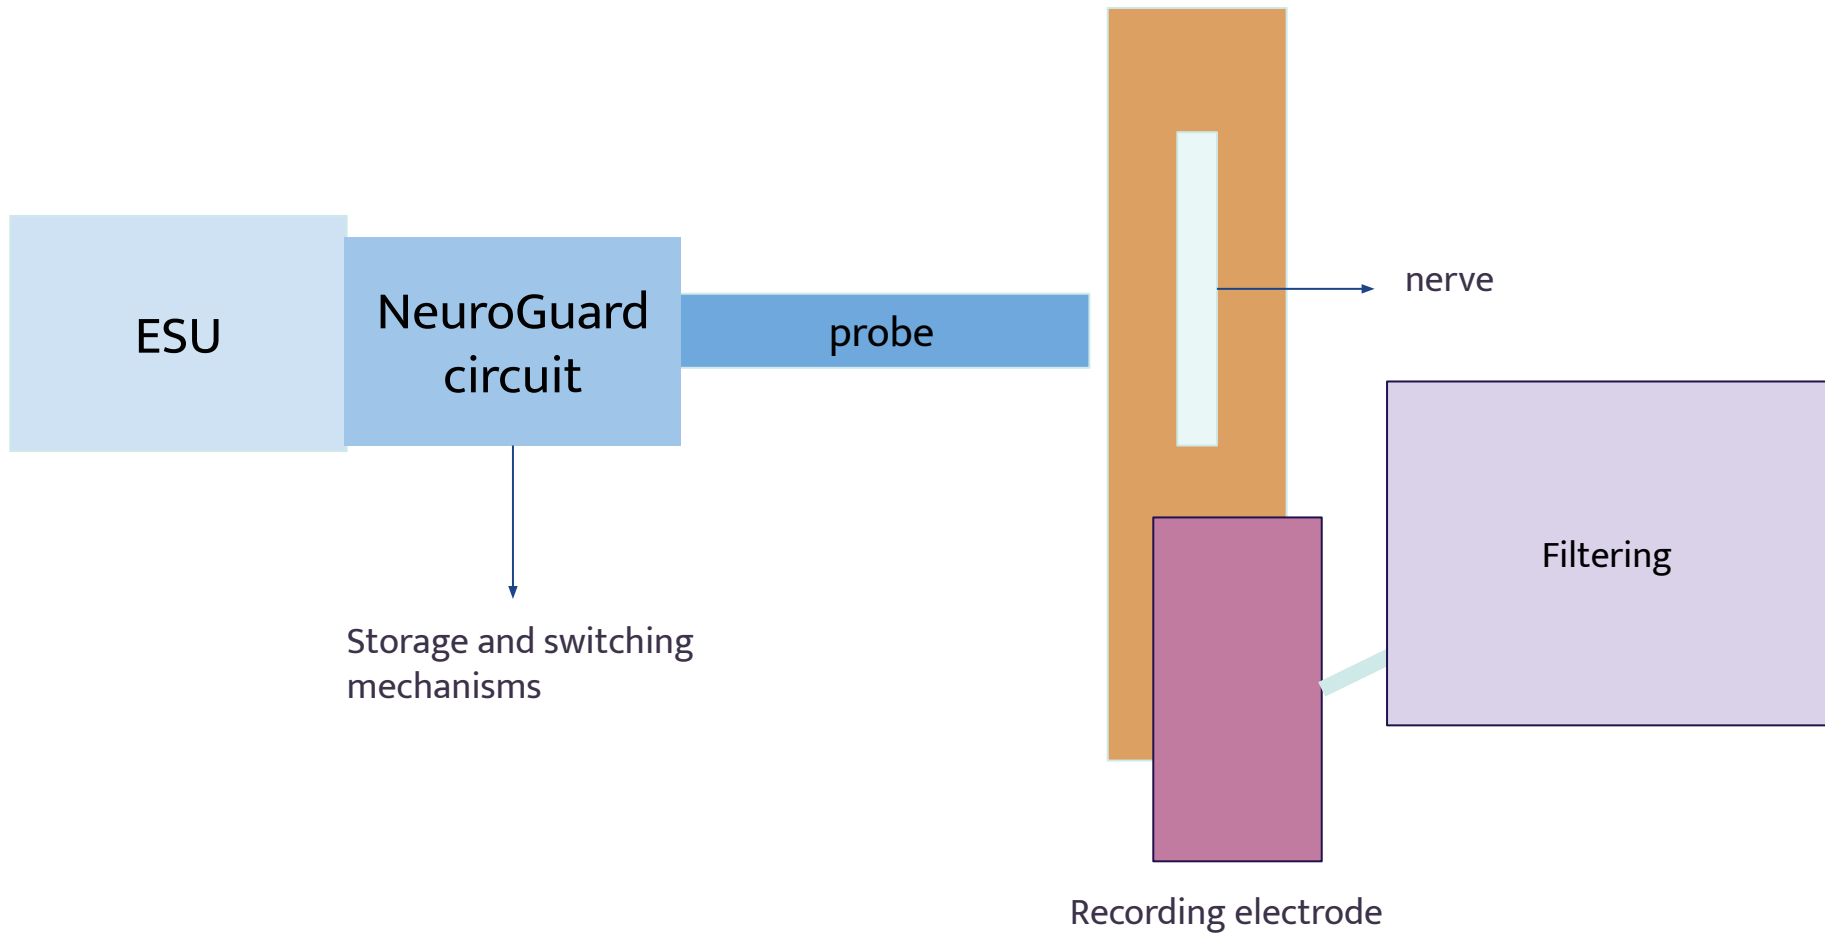 ESU
NeuroGuard
circuit
probe
nerve
Filtering
Storage and switching
mechanisms
Recording electrode